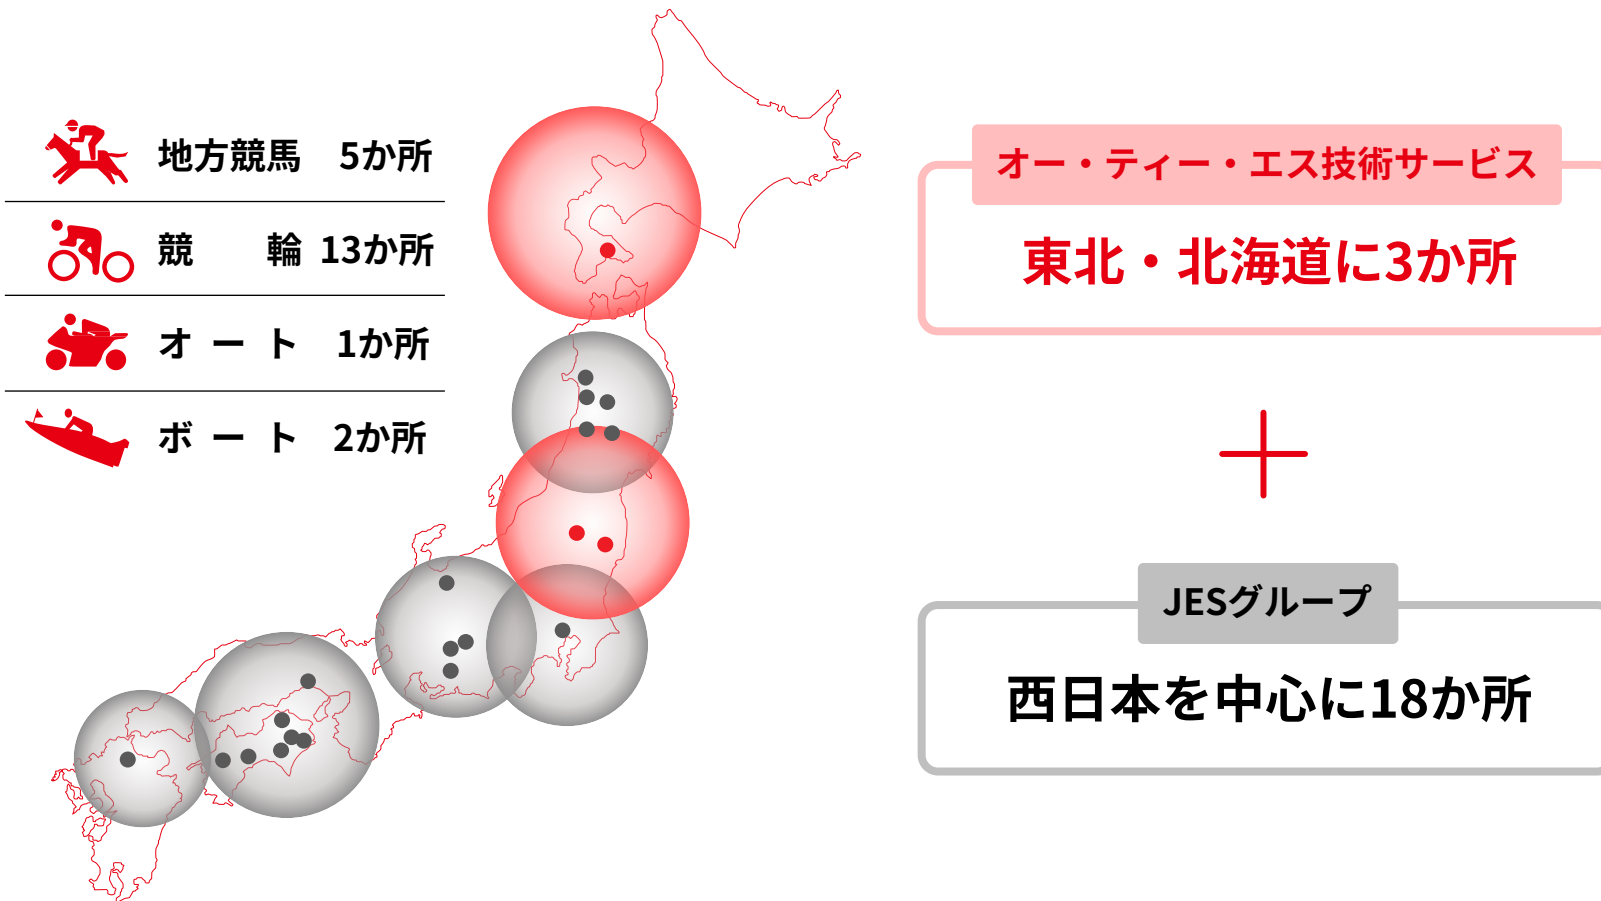 地方競馬 5か所
競輪 13か所
オート 1か所
ボート 2か所
オー・ティー・エス技術サービス
東北・北海道に3か所
JESグループ
西日本を中心に18か所